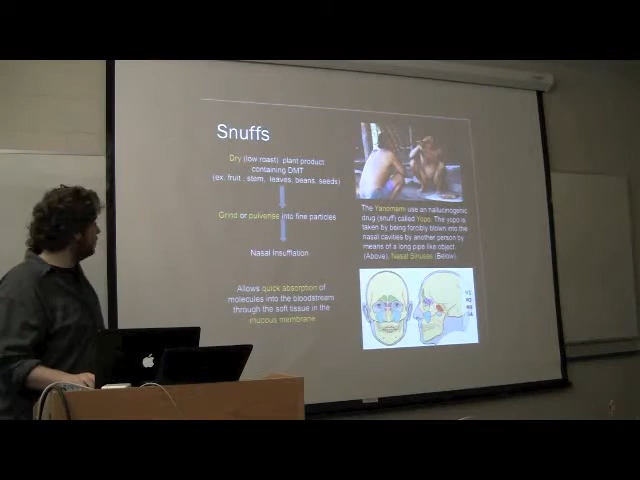 Snuffs
Dry (low roast) plant product
containing DMT
(ex. fruit , stem, leaves, beans, seeds)
Grind or pulverise into fine particles
Nasal Insufflation
Allows quick absorption of
molecules into the bloodstream
through the soft tissue in the
mucous membrane
The Yanomami use an hallucinogenic
drug (snuff) called Yopo. The yopo is
taken by being forcibly blown into the
nasal cavities by another person by
means of a long pipe like object.
(Above). Nasal Sinuses (Below).